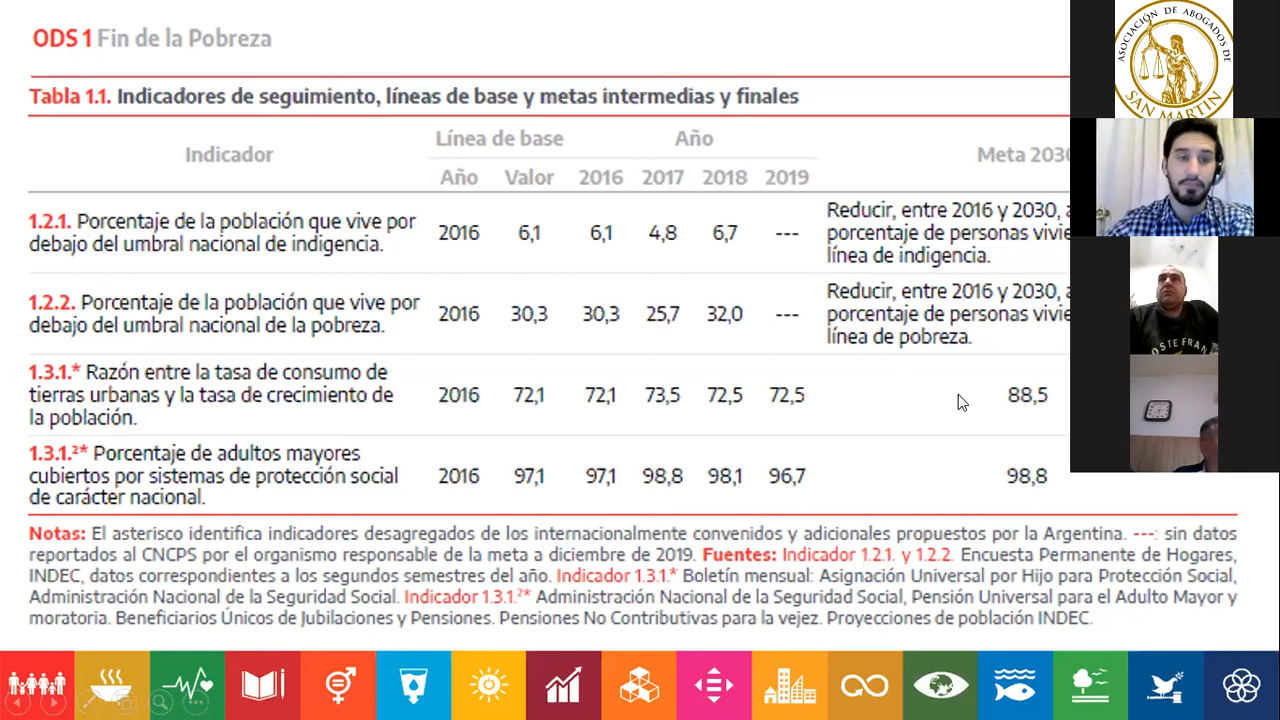 ODS 1 Fin de la Pobreza
Tabla 1.1. Indicadores de seguimiento, líneas de base y metas intermedias y finales
Indicador
Línea de base
Año
Meta 2030
Año Valor 2016 2017 2018 2019
1.2.1. Porcentaje de la población que vive por
debajo del umbral nacional de indigencia.
2016 6,1 6,1 4,8 6,7 ---
Reducir, entre 2016 y 2030, a
porcentaje de personas vivie
línea de indigencia.
1.2.2. Porcentaje de la población que vive por
debajo del umbral nacional de la pobreza.
2016 30,3 30,3 25,7 32,0 ---
Reducir, entre 2016 y 2030, a
porcentaje de personas vivie
línea de pobreza.
1.3.1.* Razón entre la tasa de consumo de
tierras urbanas y la tasa de crecimiento de
la población.
2016 72,1 72,1 73,5 72,5 72,5 88,5
1.3.1.²* Porcentaje de adultos mayores
cubiertos por sistemas de protección social
de carácter nacional.
2016 97,1 97,1 98,8 98,1 96,7 98,8
Notas: El asterisco identifica indicadores desagregados de los internacionalmente convenidos y adicionales propuestos por la Argentina. ---: sin datos
reportados al CNCPS por el organismo responsable de la meta a diciembre de 2019. Fuentes: Indicador 1.2.1. y 1.2.2. Encuesta Permanente de Hogares,
INDEC, datos correspondientes a los segundos semestres del año. Indicador 1.3.1.* Boletín mensual: Asignación Universal por Hijo para Protección Social,
Administración Nacional de la Seguridad Social. Indicador 1.3.1.²* Administración Nacional de la Seguridad Social, Pensión Universal para el Adulto Mayor y
moratoria. Beneficiarios Únicos de Jubilaciones y Pensiones. Pensiones No Contributivas para la vejez. Proyecciones de población INDEC.
ASOCIACIÓN DE ABOGADOS DE
SAN MARTIN
OSTE FRAN